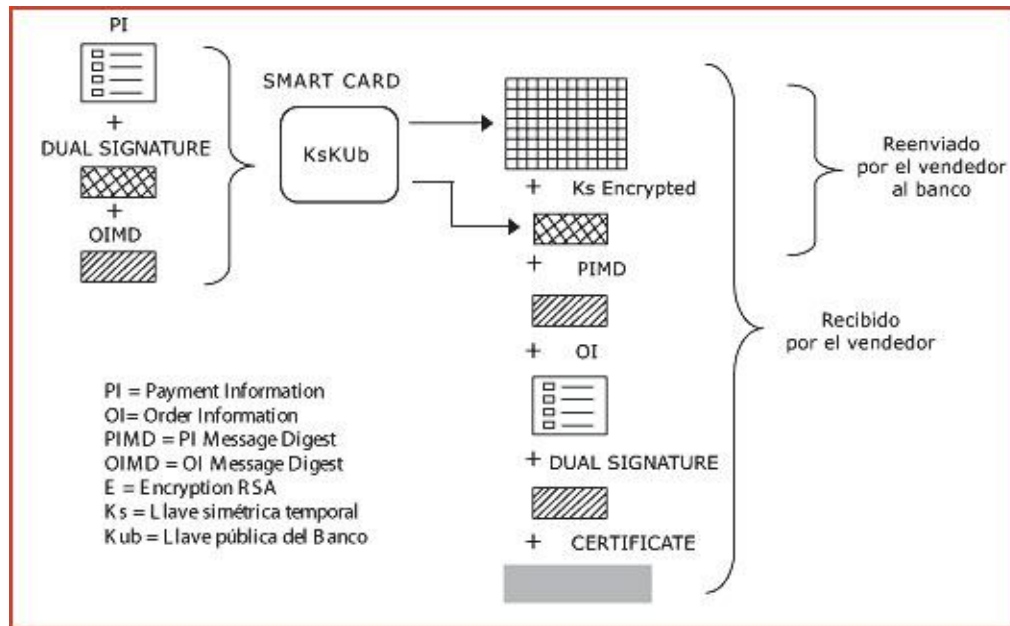 PI
+
DUAL SIGNATURE
+
OIMD
SMART CARD
KsKUb
+ Ks Encrypted
+ PIMD
+ OI
+ DUAL SIGNATURE
+ CERTIFICATE
Reenviado
por el vendedor
al banco
Recibido
por el vendedor
PI = Payment Information
OI= Order Information
PIMD = PI Message Digest
OIMD = OI Message Digest
E = Encryption RSA
Ks = Llave simétrica temporal
Kub = Llave pública del Banco